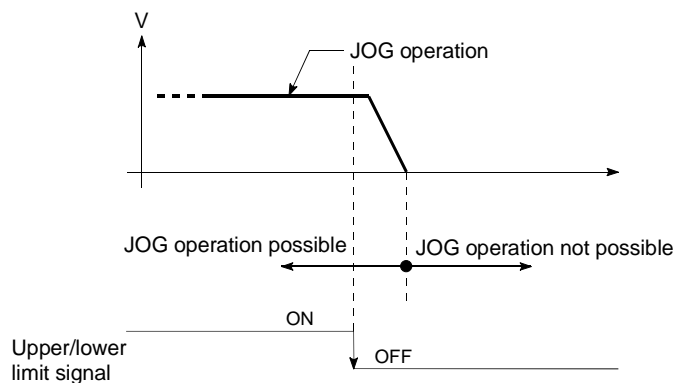 V
JOG operation
JOG operation possible
JOG operation not possible
ON
Upper/lower
limit signal
OFF